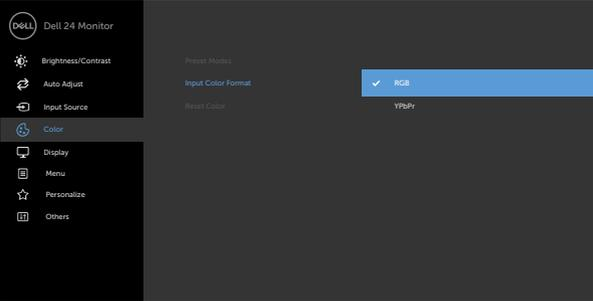 DELL
Dell 24 Monitor
Brightness/Contrast
Auto Adjust
Input Source
Color
Display
Menu
Personalize
Others
Preset Modes
Input Color Format
RGB
YPbPr
Reset Color